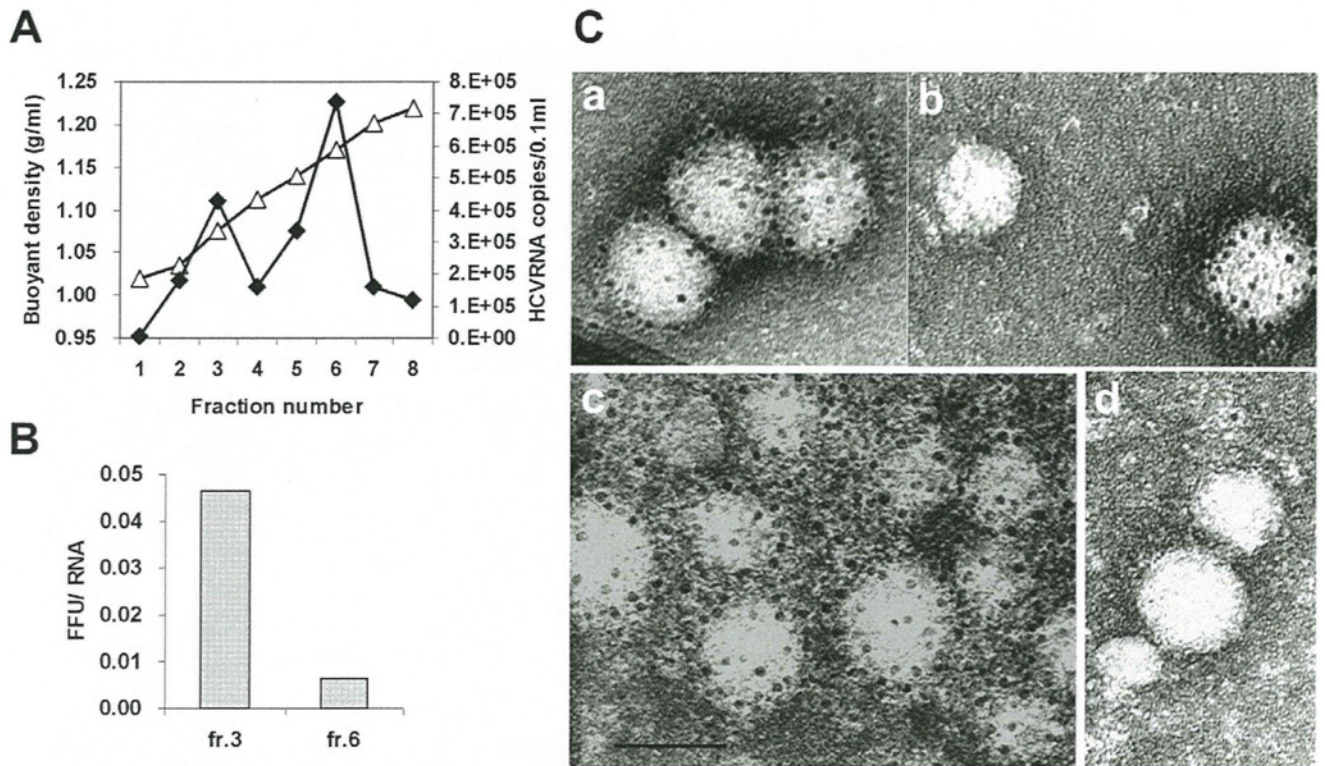 A
Buoyant density (g/ml)
1.25
1.20
1.15
1.10
1.05
1.00
0.95
8.E+05
7.E+05
6.E+05
5.E+05
4.E+05
3.E+05
2.E+05
1.E+05
0.E+00
HCVRNA copies/0.1ml
1 2 3 4 5 6 7 8
Fraction number
B
FFU/ RNA
0.05
0.04
0.03
0.02
0.01
0.00
fr.3 fr.6
C
a
b
c
d